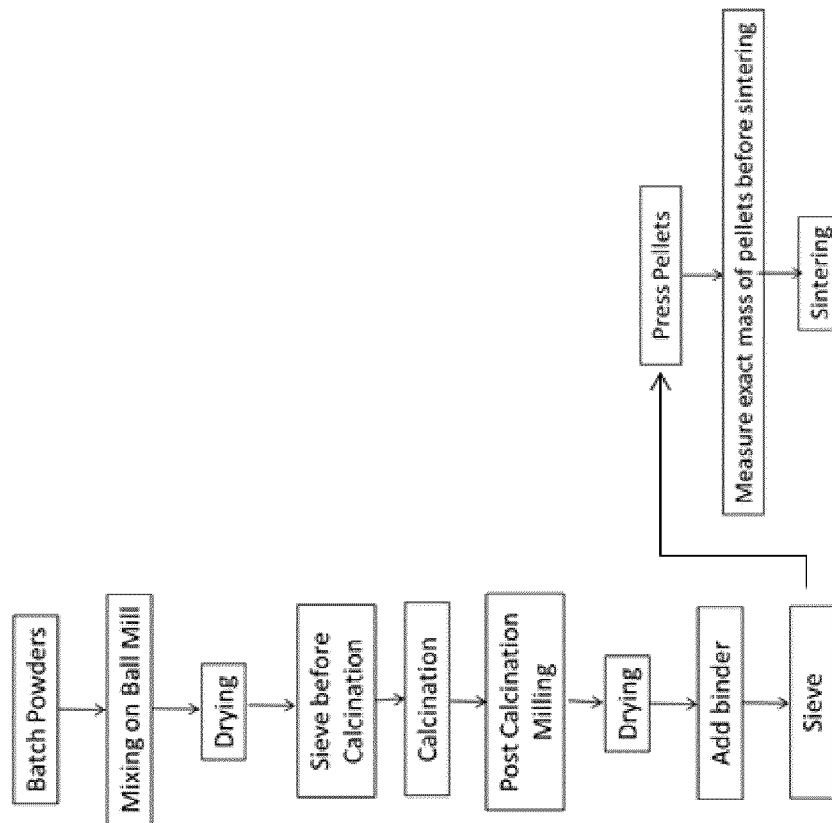 Batch Powders
Mixing on Ball Mill
Drying
Sieve before
Calcination
Calcination
Post Calcination
Milling
Drying
Add binder
Sieve
Press Pellets
Measure exact mass of pellets before sintering
Sintering